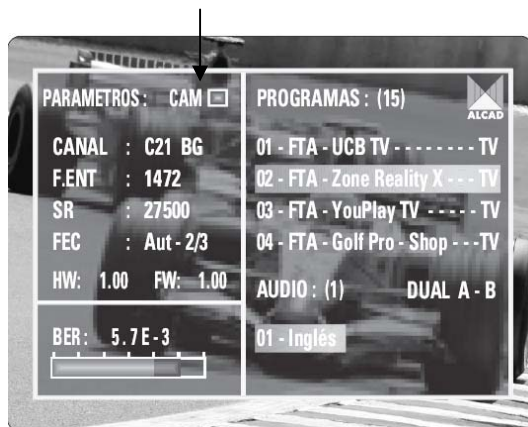 PARAMETROS : CAM
CANAL : C21 BG
F.ENT : 1472
SR : 27500
FEC : Aut - 2/3
HW: 1.00 FW: 1.00
BER : 5.7E-3
PROGRAMAS : (15)
ALCAD
01 - FTA - UCB TV - - - - - - - - TV
02 - FTA - Zone Reality X - - - TV
03 - FTA - YouPlay TV - - - - - TV
04 - FTA - Golf Pro - Shop - - - TV
AUDIO : (1) DUAL A - B
01 - Inglés